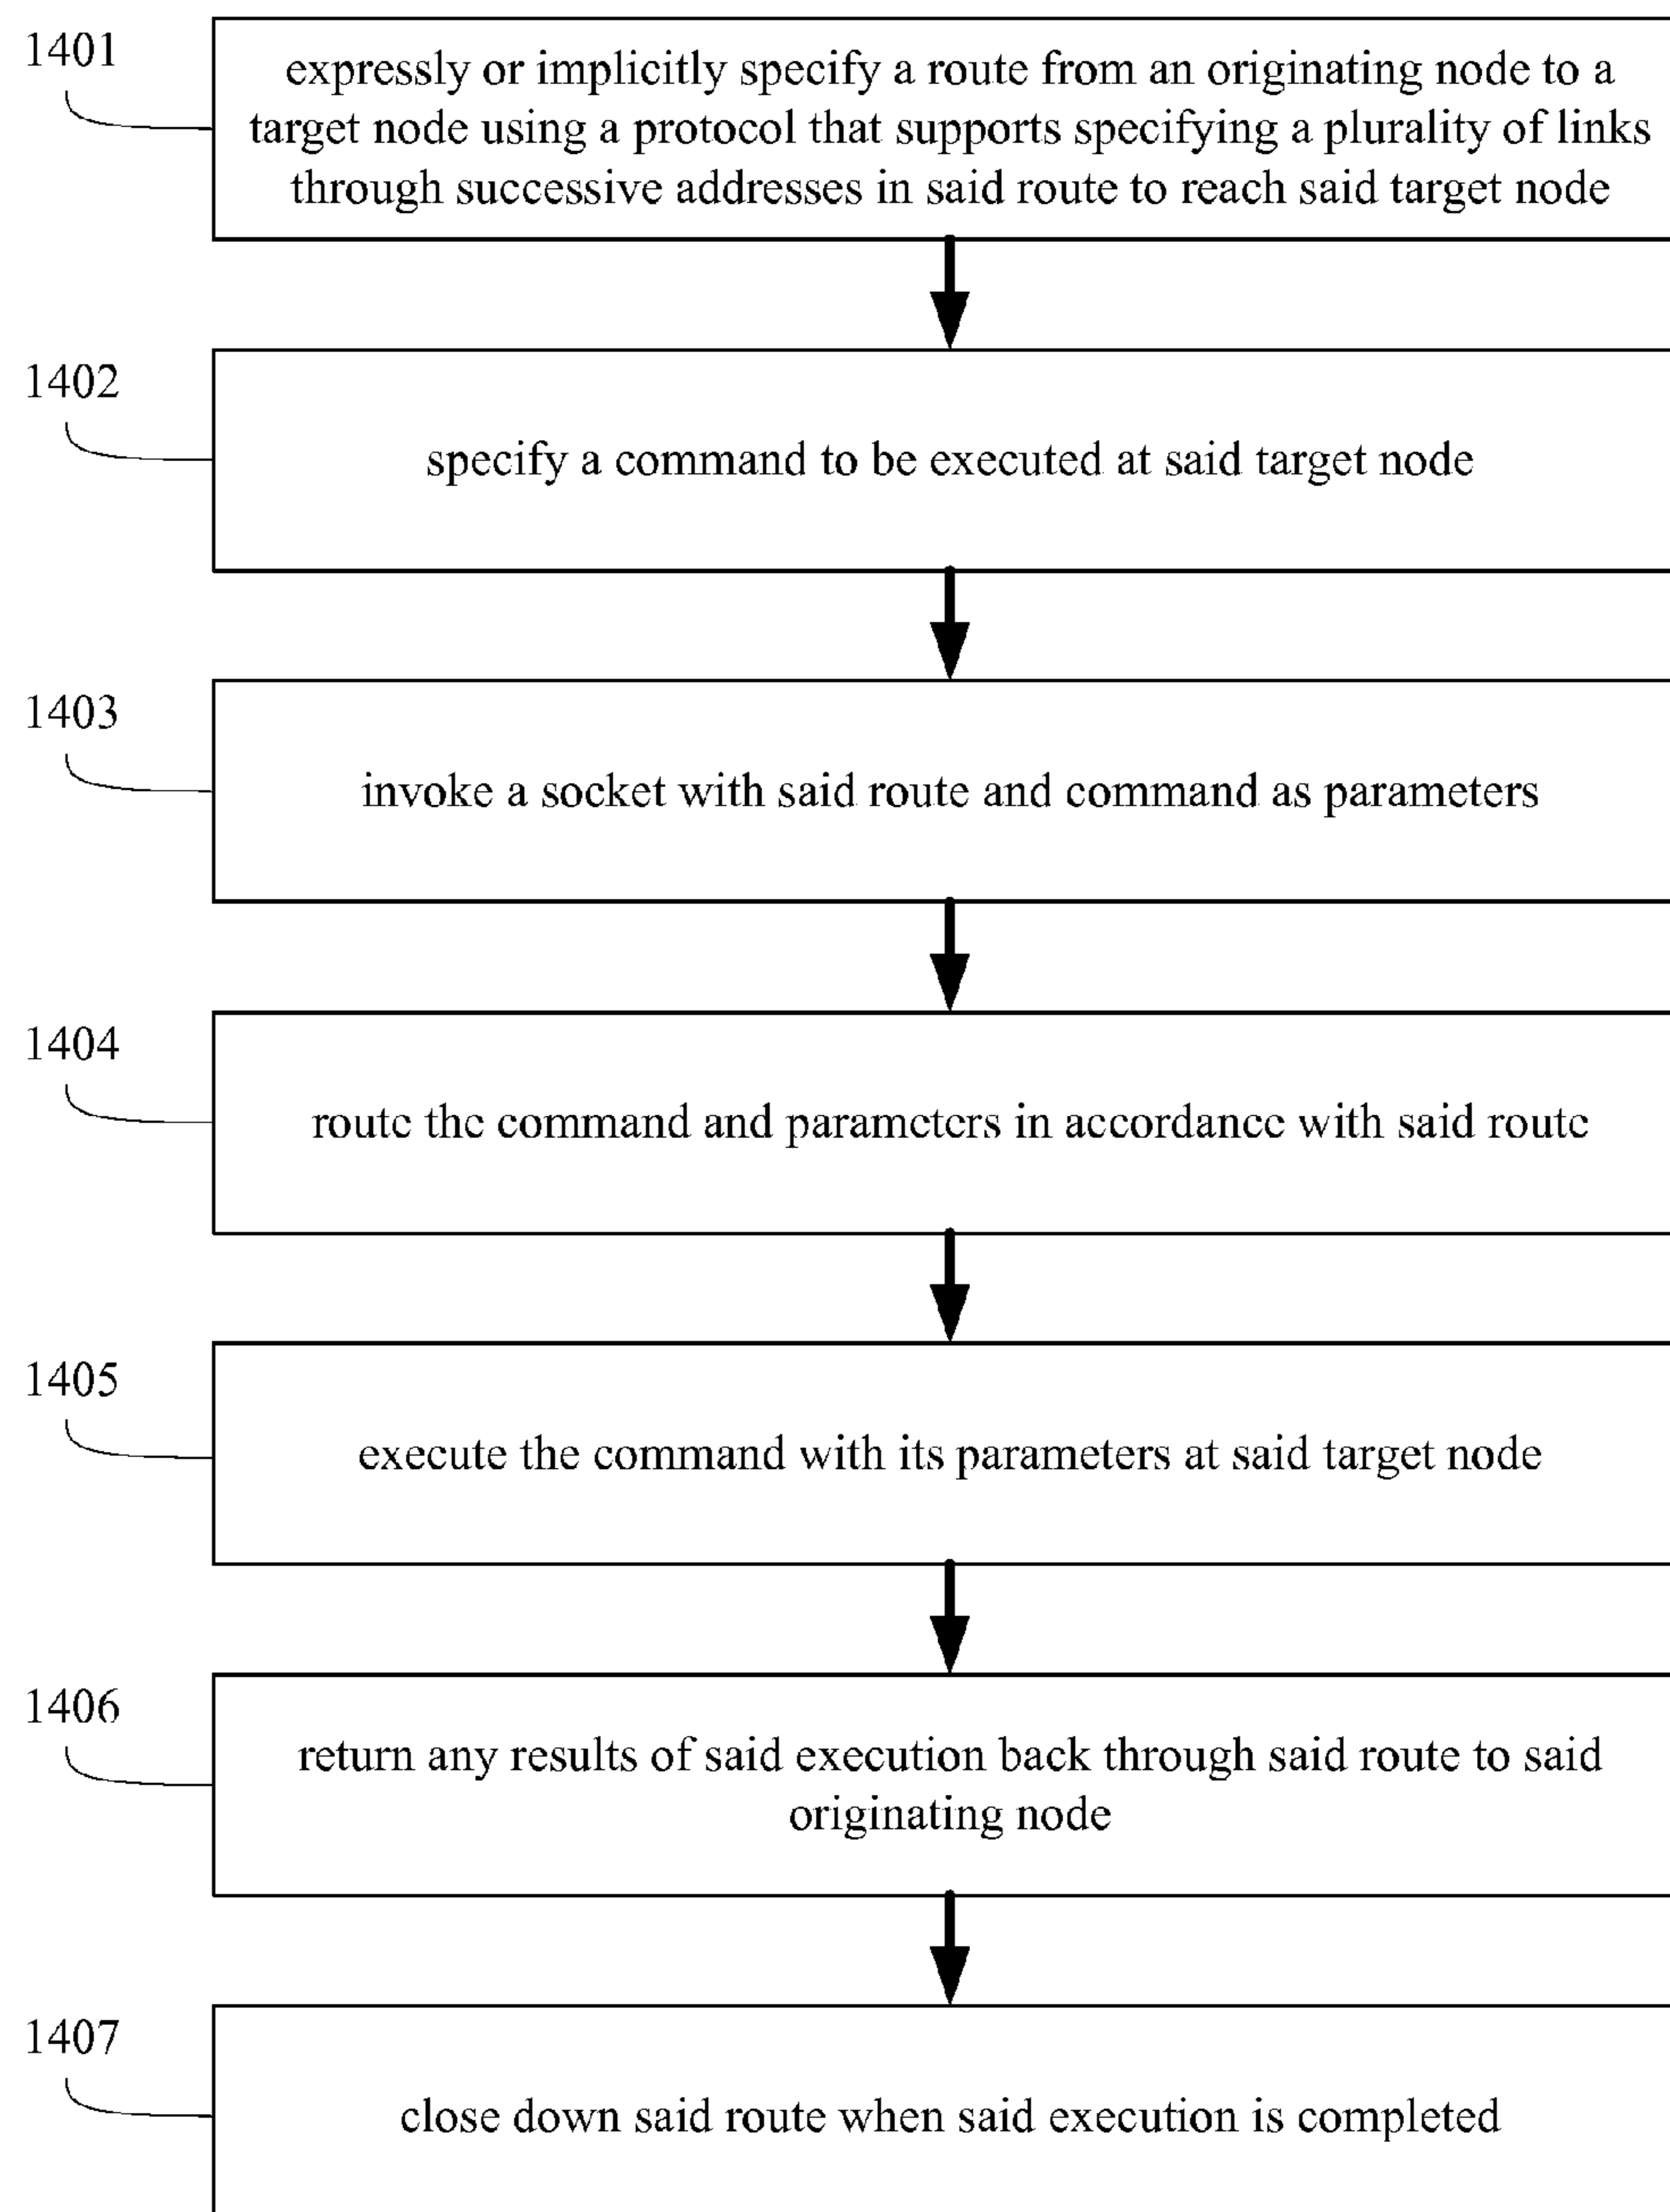 1401
expressly or implicitly specify a route from an originating node to a
target node using a protocol that supports specifying a plurality of links
through successive addresses in said route to reach said target node
1402
specify a command to be executed at said target node
1403
invoke a socket with said route and command as parameters
1404
route the command and parameters in accordance with said route
1405
execute the command with its parameters at said target node
1406
return any results of said execution back through said route to said
originating node
1407
close down said route when said execution is completed